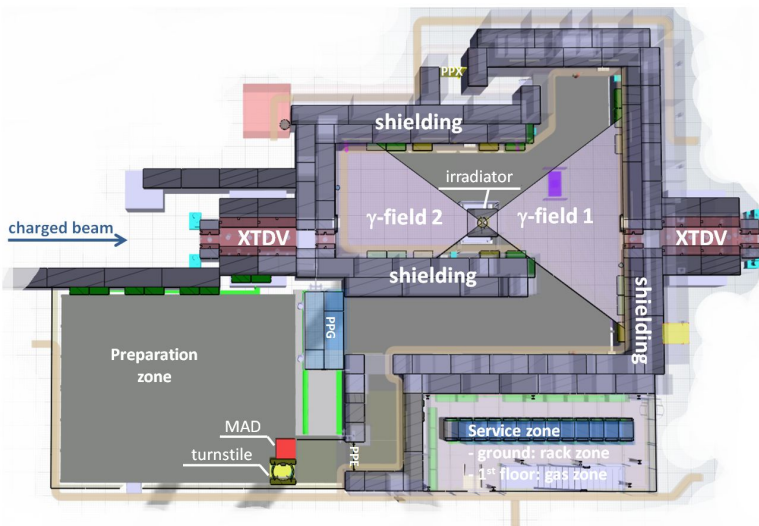 PPX
shielding
irradiator
γ-field 2
γ-field 1
charged beam
XTDV
XTDV
shielding
shielding
PPG
Preparation
zone
MAD
turnstile
PPE
Service zone
- ground: rack zone
- 1st floor: gas zone